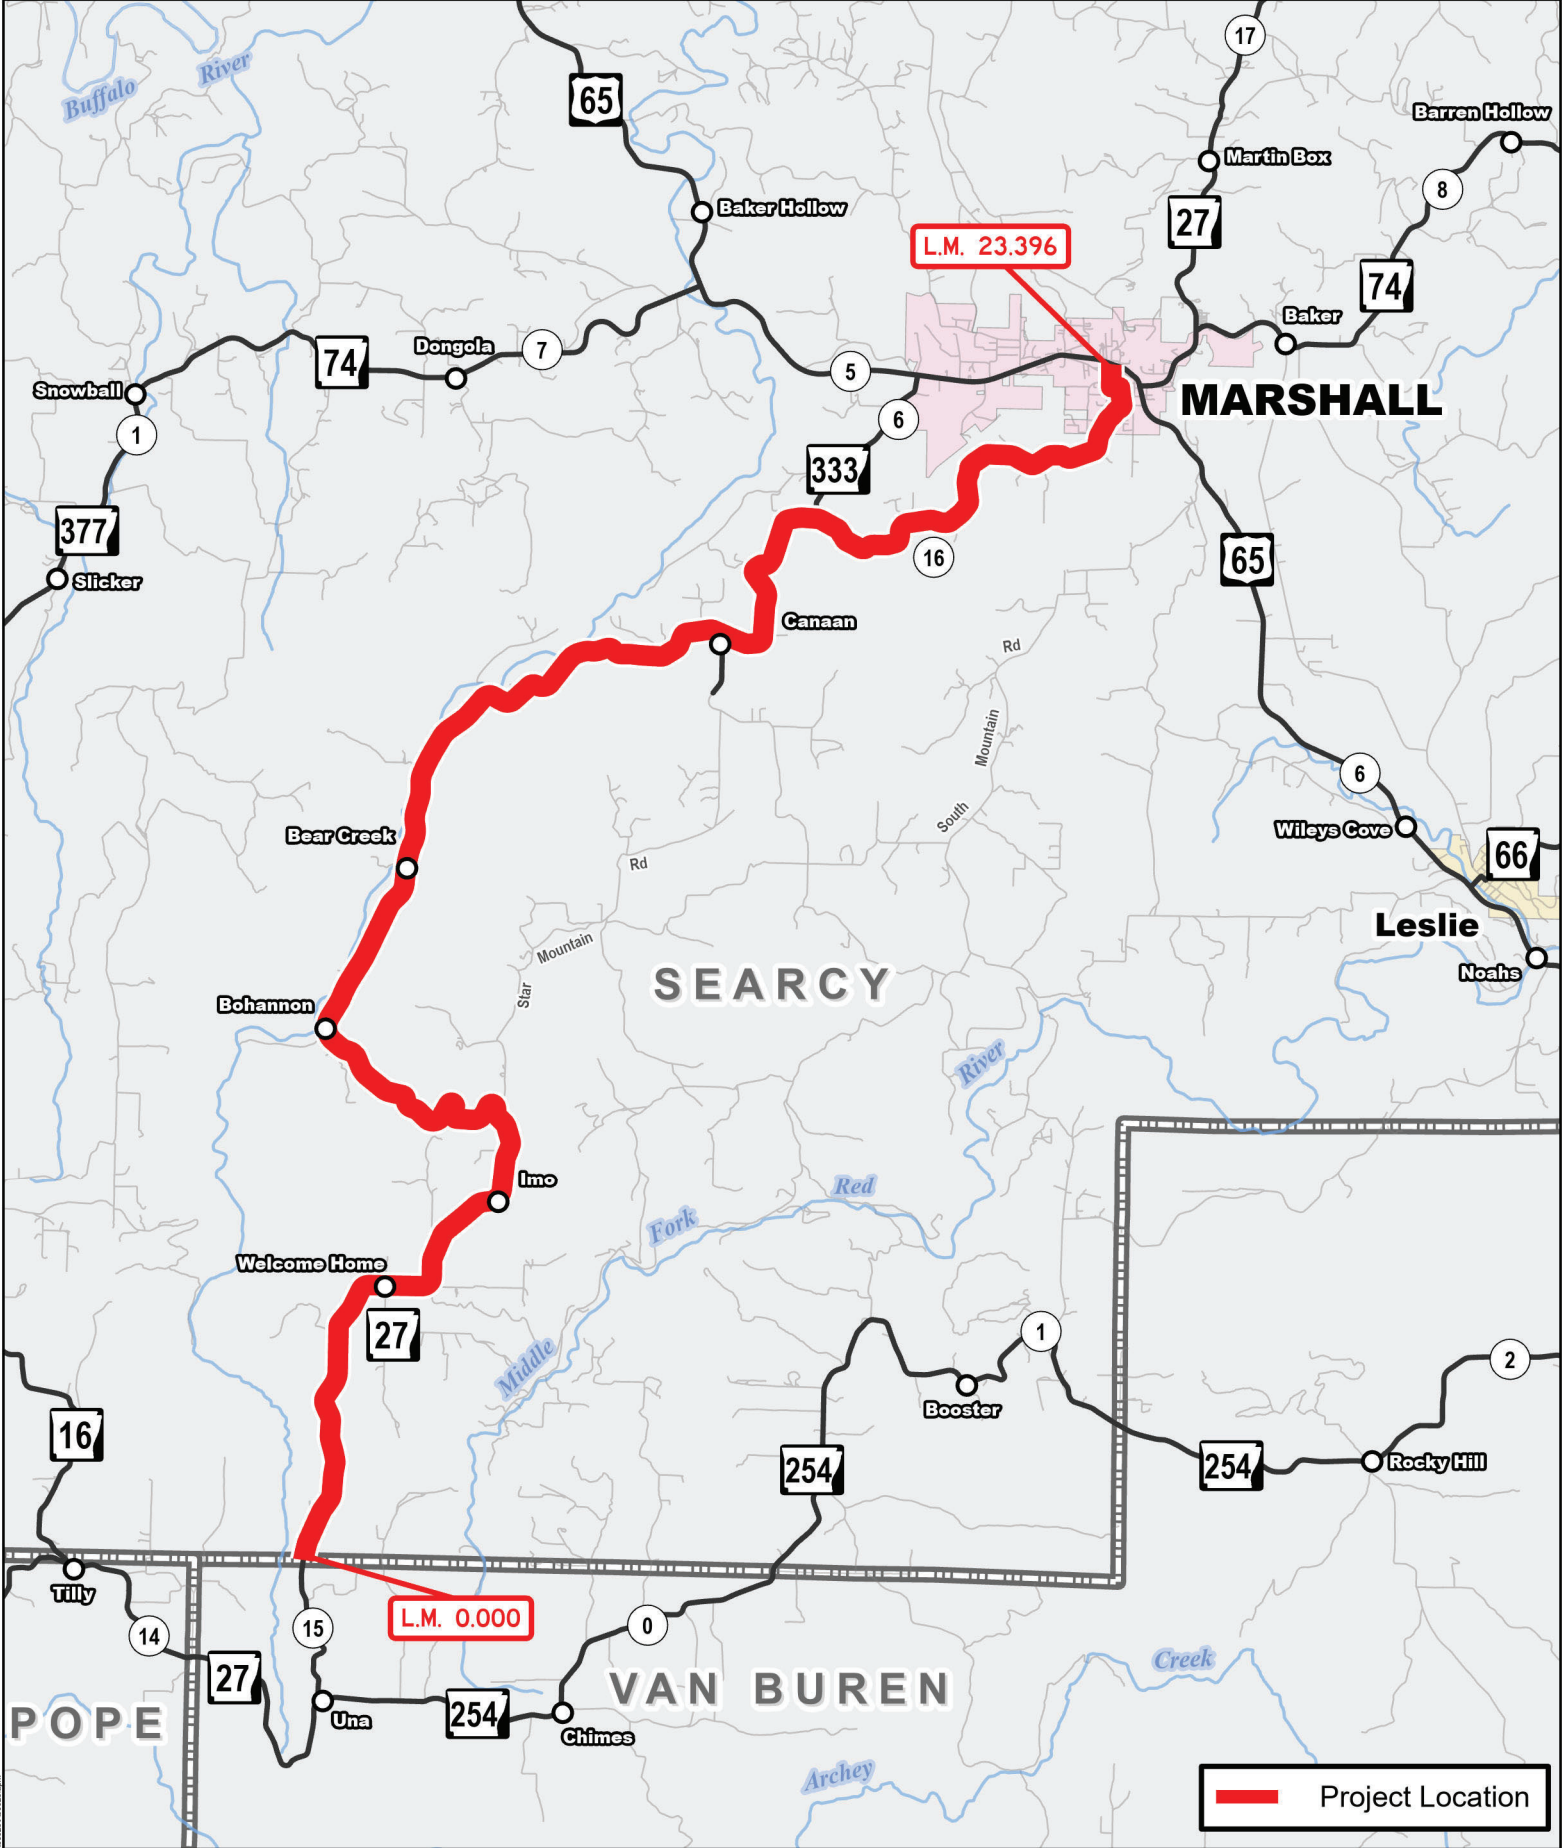 17
River
Buffalo
65
Barren Hollow
Martin Box
8
Baker Hollow
27
L.M. 23.396
74
Baker
Dongola
7
74
5
Snowball
MARSHALL
6
1
333
377
65
16
Slicker
Canaan
Rd
Mountain
6
South
Wileys Cove
Bear Creek
66
Rd
Leslie
Mountain
Noahs
SEARCY
Star
Bohannon
River
Imo
Red
Fork
Welcome Home
27
1
2
Middle
Booster
16
254
254
Rocky Hill
Tilly
L.M. 0.000
15
0
14
Creek
27
VAN BUREN
254
Una
POPE
Chimes
Archey
Project Location